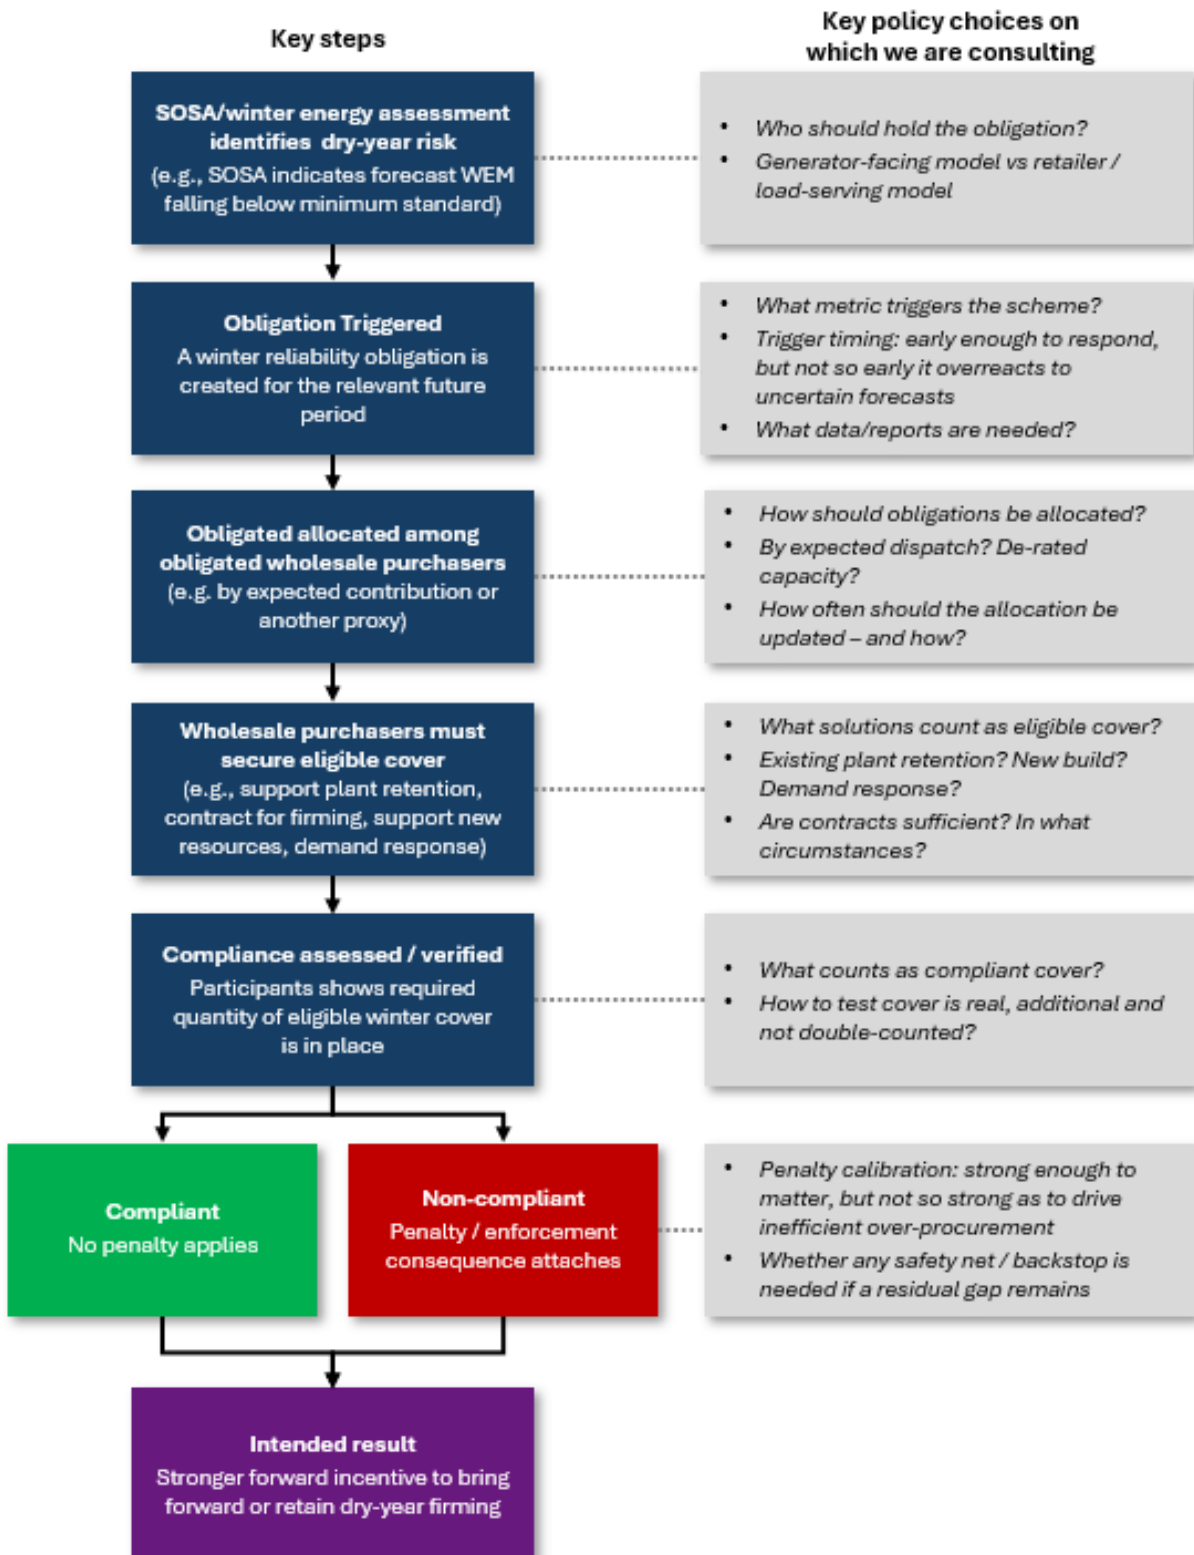 Key steps
Key policy choices on
which we are consulting
SOSA/winter energy assessment
identifies dry-year risk
(e.g., SOSA indicates forecast WEM
falling below minimum standard)
• Who should hold the obligation?
• Generator-facing model vs retailer /
load-serving model
Obligation Triggered
A winter reliability obligation is
created for the relevant future
period
• What metric triggers the scheme?
• Trigger timing: early enough to respond,
but not so early it overreacts to
uncertain forecasts
• What data/reports are needed?
Obligated allocated among
obligated wholesale purchasers
(e.g. by expected contribution or
another proxy)
• How should obligations be allocated?
• By expected dispatch? De-rated
capacity?
• How often should the allocation be
updated – and how?
Wholesale purchasers must
secure eligible cover
(e.g., support plant retention,
contract for firming, support new
resources, demand response)
• What solutions count as eligible cover?
• Existing plant retention? New build?
Demand response?
• Are contracts sufficient? In what
circumstances?
Compliance assessed / verified
Participants shows required
quantity of eligible winter cover
is in place
• What counts as compliant cover?
• How to test cover is real, additional and
not double-counted?
Compliant
No penalty applies
Non-compliant
Penalty / enforcement
consequence attaches
• Penalty calibration: strong enough to
matter, but not so strong as to drive
inefficient over-procurement
• Whether any safety net / backstop is
needed if a residual gap remains
Intended result
Stronger forward incentive to bring
forward or retain dry-year firming